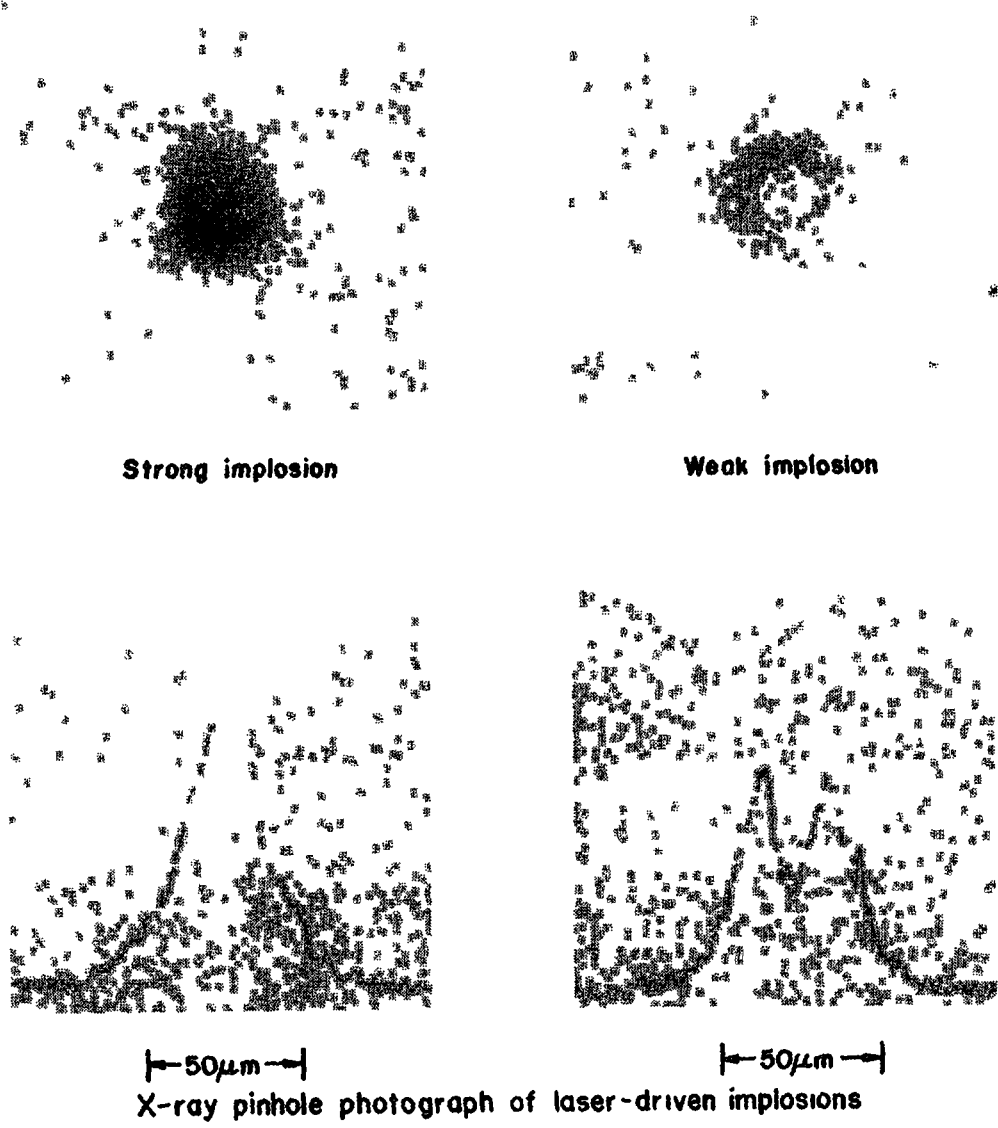 Strong implosion
Weak implosion
50μm
50μm
X-ray pinhole photograph of laser-driven implosions